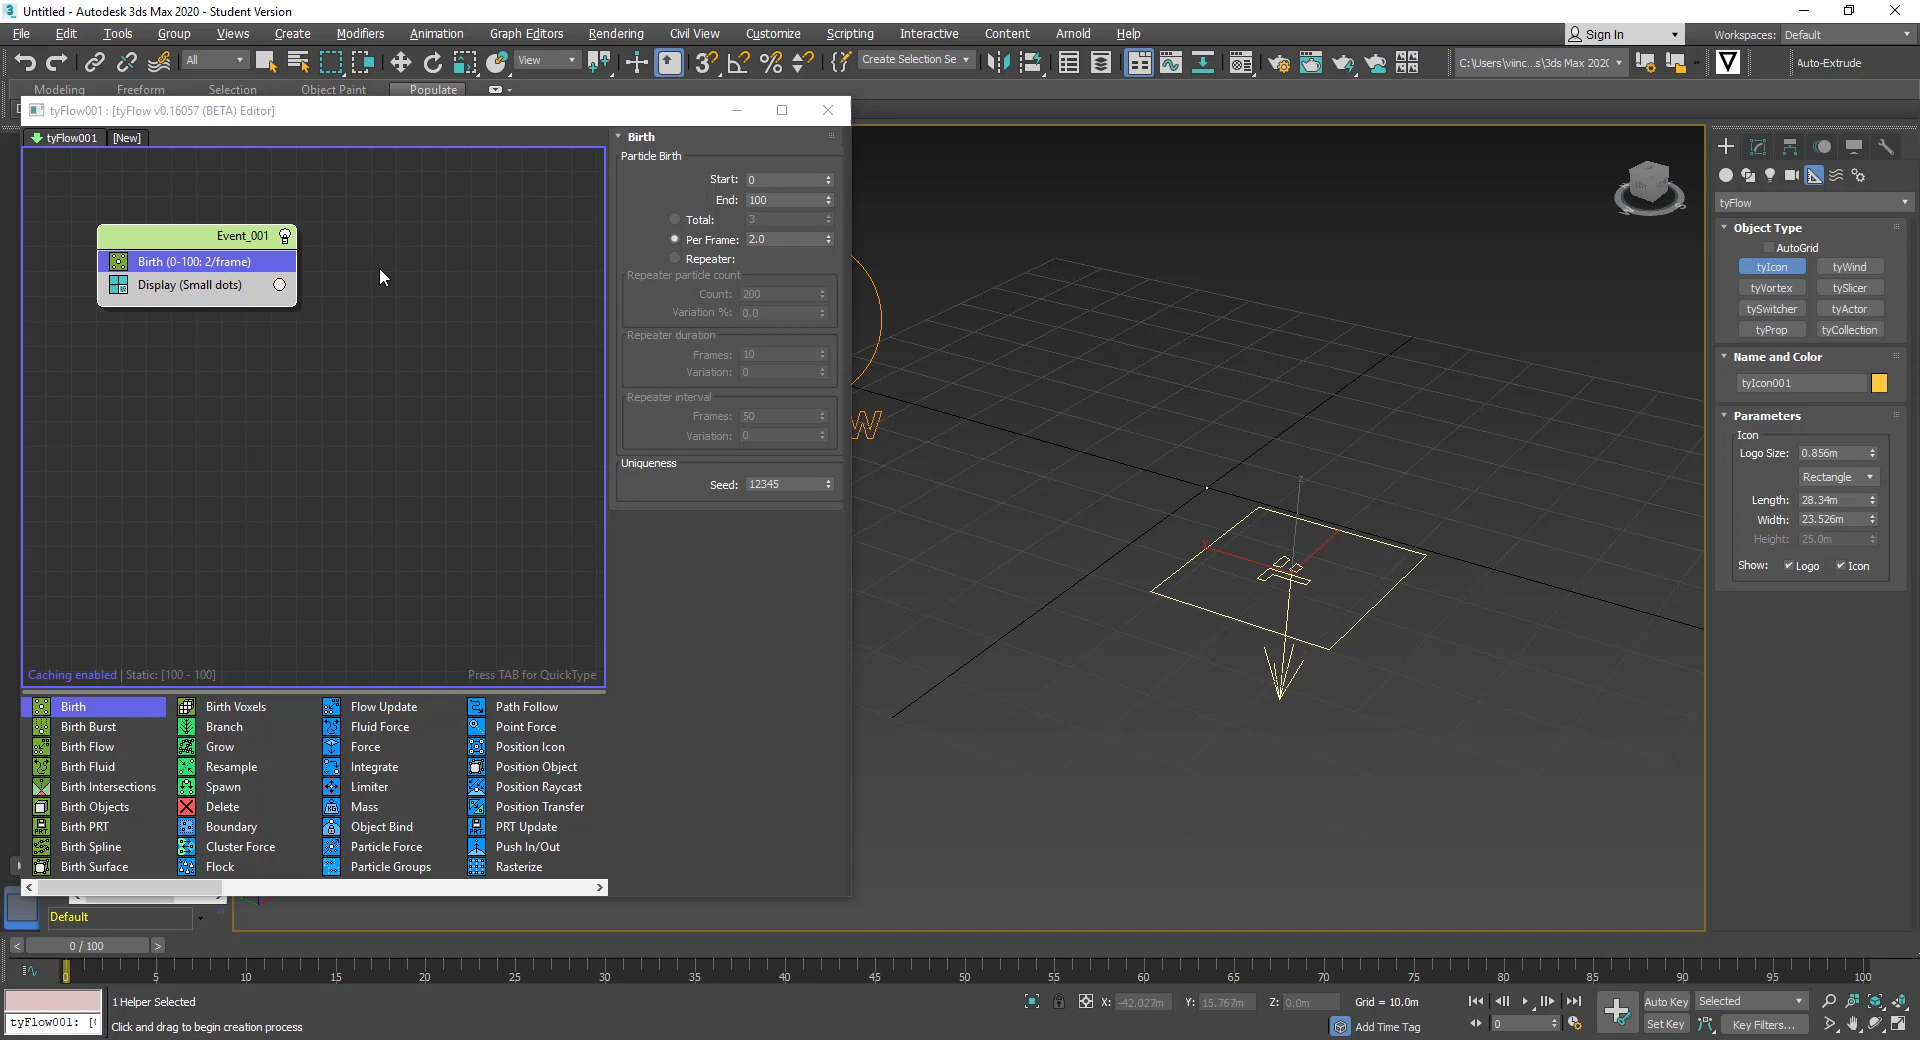 Untitled - Autodesk 3ds Max 2020 - Student Version
File Edit Tools Group Views Create Modifiers Animation Graph Editors Rendering Civil View Customize Scripting Interactive Content Arnold Help
Sign In
Workspaces: Default
All
View
Create Selection Se
C:\Users\viinc...s\3ds Max 202(
Auto-Extrude
Modeling Freeform Selection Object Paint Populate
tyFlow001 : [tyFlow v0.16057 (BETA) Editor]
tyFlow001 [New]
Event_001
Birth (0-100: 2/frame)
Display (Small dots)
Caching enabled | Static: [100 - 100]
Press TAB for QuickType
Birth
Particle Birth
Start: 0
End: 100
Total: 3
Per Frame: 2.0
Repeater:
Repeater particle count
Count: 200
Variation %: 0.0
Repeater duration
Frames: 10
Variation: 0
Repeater interval
Frames: 50
Variation: 0
Uniqueness
Seed: 12345
Birth Birth Voxels Flow Update Path Follow
Birth Burst Branch Fluid Force Point Force
Birth Flow Grow Force Position Icon
Birth Fluid Resample Integrate Position Object
Birth Intersections Spawn Limiter Position Raycast
Birth Objects Delete Mass Position Transfer
Birth PRT Boundary Object Bind PRT Update
Birth Spline Cluster Force Particle Force Push In/Out
Birth Surface Flock Particle Groups Rasterize
W
z
tyFlow
Object Type
AutoGrid
tyIcon tyWind
tyVortex tySlicer
tySwitcher tyActor
tyProp tyCollection
Name and Color
tyIcon001
Parameters
Icon
Logo Size: 0.856m
Rectangle
Length: 28.34m
Width: 23.526m
Height: 25.0m
Show: Logo Icon
Default
0 / 100
0 5 10 15 20 25 30 35 40 45 50 55 60 65 70 75 80 85 90 95 100
1 Helper Selected
tyFlow001: [(
Click and drag to begin creation process
X: -42.027m Y: 15.767m Z: 0.0m Grid = 10.0m
Add Time Tag
0
Auto Key Selected
Set Key Key Filters...